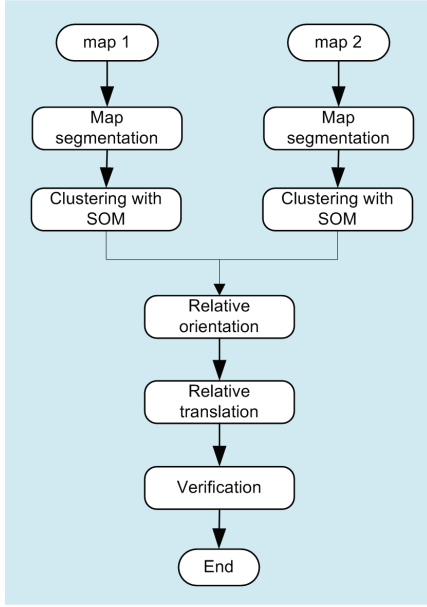 map 1
map 2
Map
segmentation
Map
segmentation
Clustering with
SOM
Clustering with
SOM
Relative
orientation
Relative
translation
Verification
End